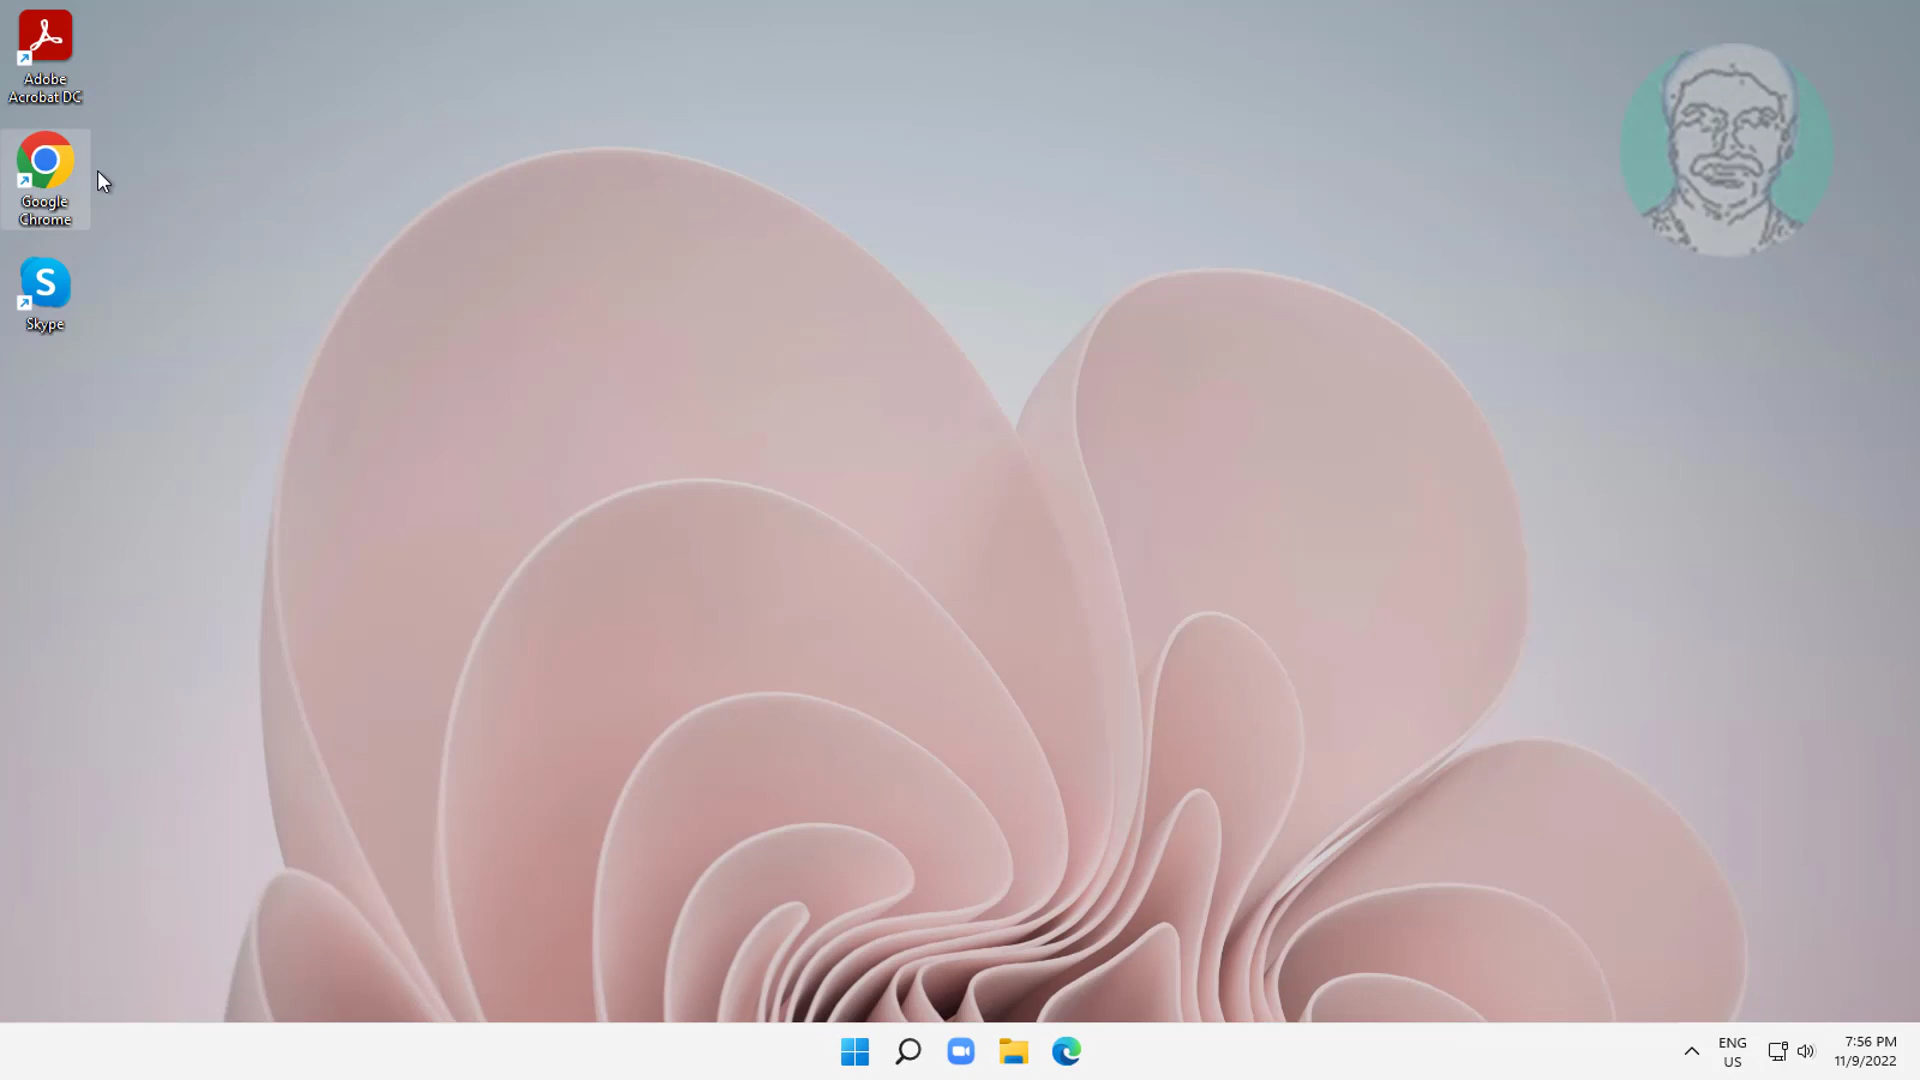 Adobe
Acrobat DC
Google
Chrome
S
Skype
ENG
US
7:56 PM
11/9/2022